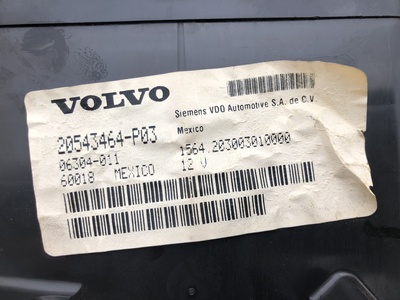 VOLVO
Siemens VDO Automotive S.A. de C.V
Mexico
20543464-P03
1564.203003010000
06304-011
12 V
60018 MEXICO